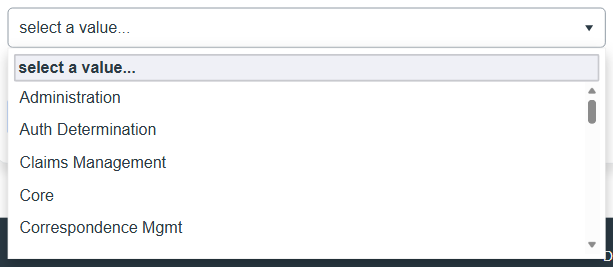 select a value...
select a value...
Administration
Auth Determination
Claims Management
Core
Correspondence Mgmt